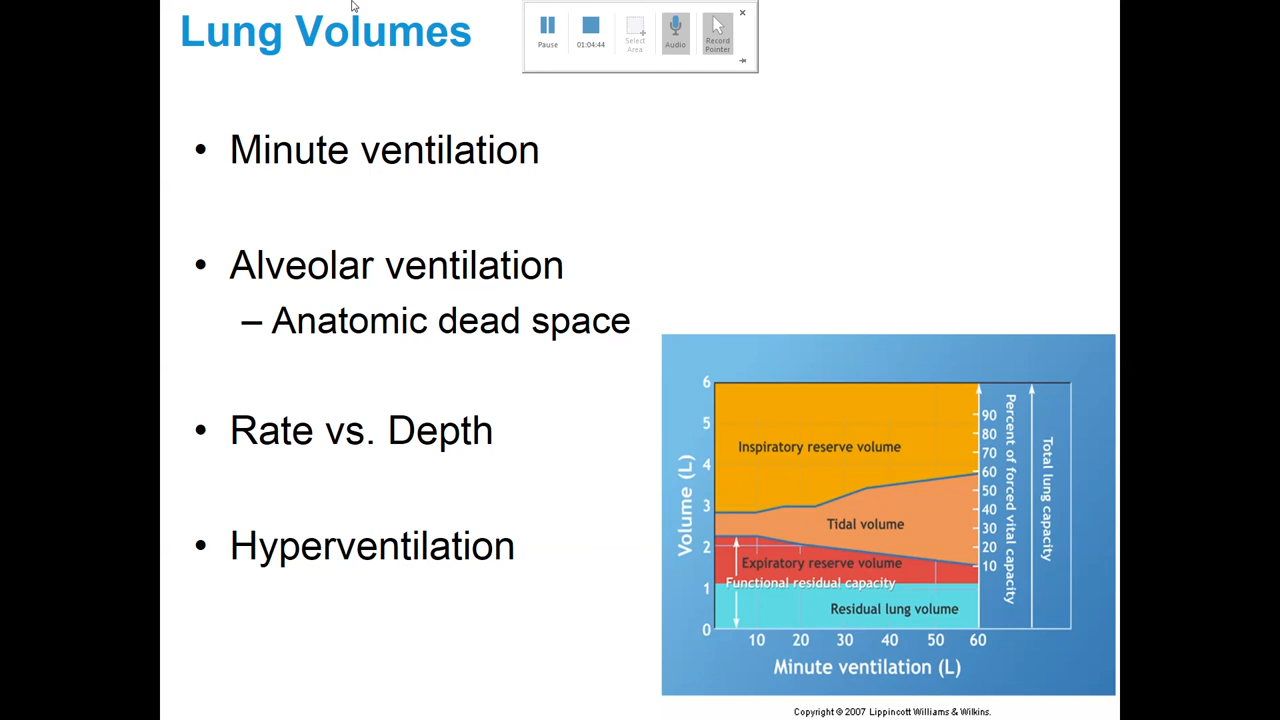 Lung Volumes
Pause
01:04:44
Select
Area
Audio
Record
Pointer
• Minute ventilation
• Alveolar ventilation
– Anatomic dead space
• Rate vs. Depth
• Hyperventilation
6
5
4
3
2
1
0
Volume (L)
Inspiratory reserve volume
Tidal volume
Expiratory reserve volume
Functional residual capacity
Residual lung volume
90
80
70
60
50
40
30
20
10
Percent of forced vital capacity
Total lung capacity
10 20 30 40 50 60
Minute ventilation (L)
Copyright © 2007 Lippincott Williams & Wilkins.